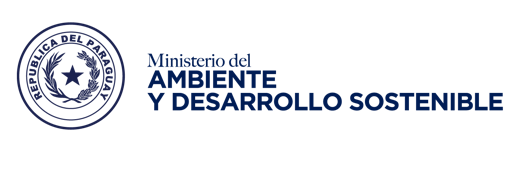 REPUBLICA DEL PARAGUAY
Ministerio del
AMBIENTE
Y DESARROLLO SOSTENIBLE